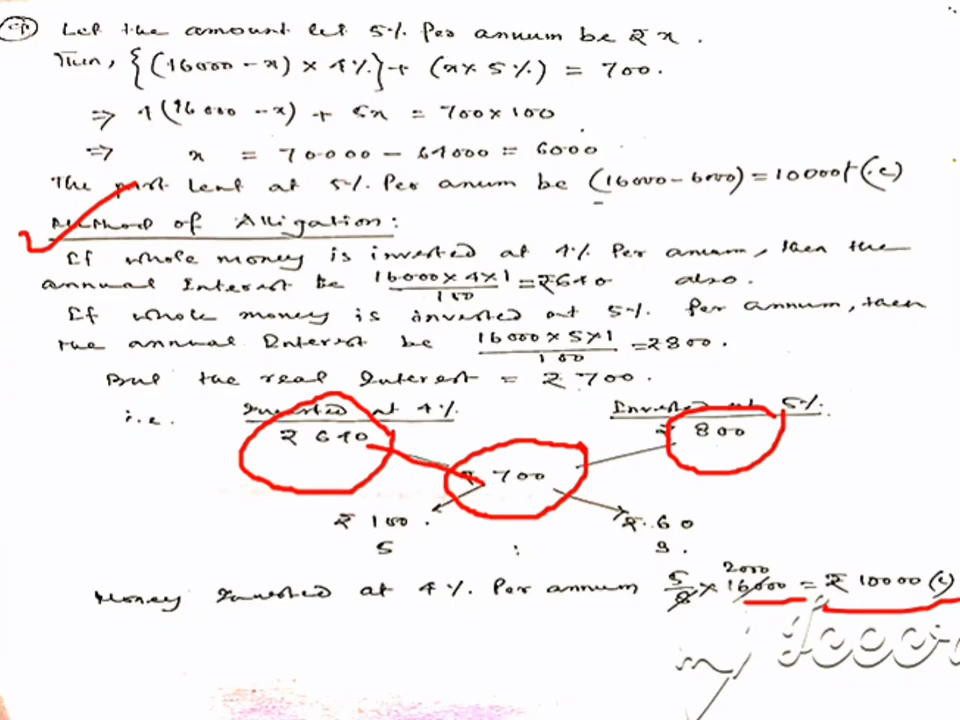 Let the amount let 5% Per annum be ₹ x.
Then, {(16000 - x) × 4%} + (x × 5%) = 700.
⇒ 4(16000 - x) + 5x = 700×100
⇒ x = 70000 - 64000 = 6000
The part lent at 5% Per anum be (16000-6000) = 10000 (c)
Method of Alligation:
If whole money is invested at 4% Per anum, then the
annual Interest be 16000×4×1/100 = ₹640 also.
If whole money is invested at 5% Per annum, then
the annual Interest be 16000×5×1/100 = ₹800.
But the real Interest = ₹700.
i.e. Invested at 4% Invested at 5%
₹ 640 ₹ 800
₹ 700
₹ 100. ₹. 60
5 : 3.
Money Invested at 4% Per annum 5/8 × 16000 = ₹ 10000 (c)
2000